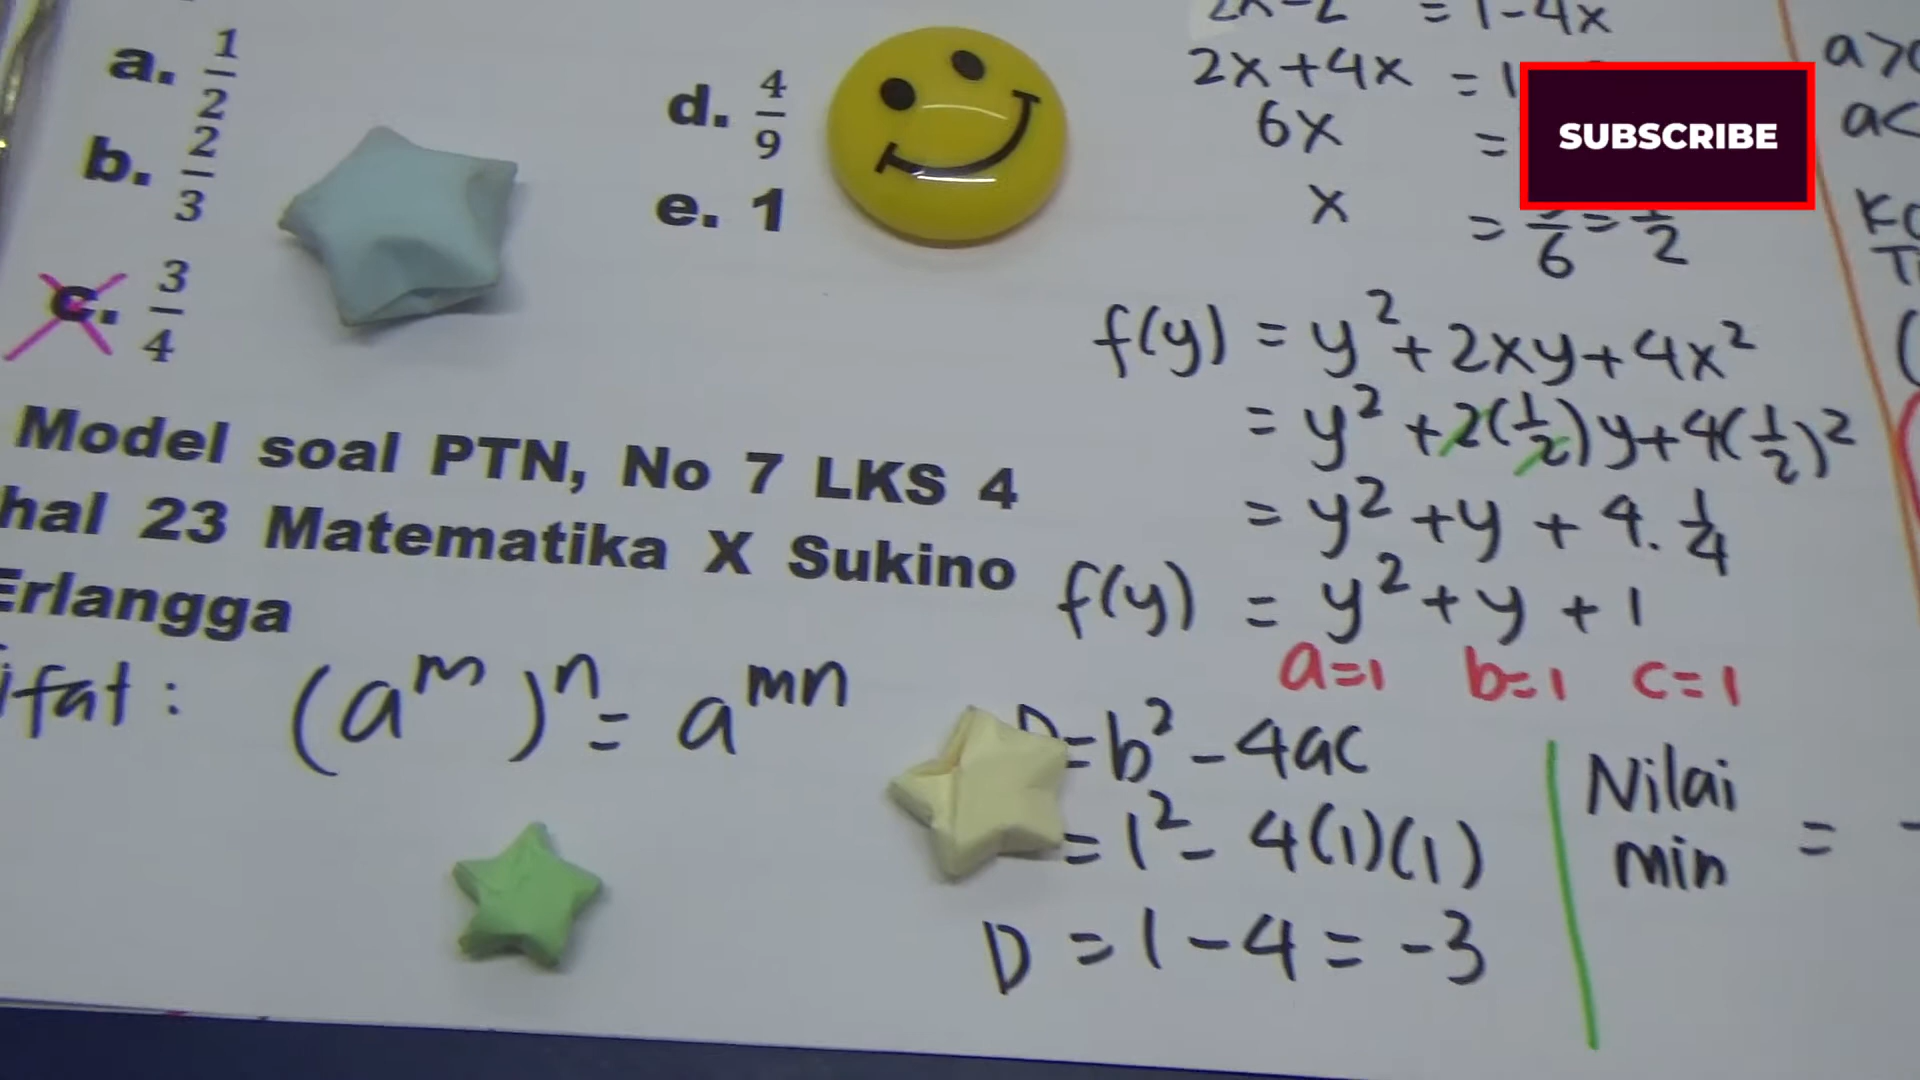 a. 1/2
b. 2/3
c. 3/4
d. 4/9
e. 1
Model soal PTN, No 7 LKS 4
hal 23 Matematika X Sukino
Erlangga
(a^m)^n = a^mn
2x-2 = 1-4x
2x+4x = 1
6x =
x = /6 = 1/2
SUBSCRIBE
f(y) = y²+2xy+4x²
= y²+2(1/2)y+4(1/2)²
= y²+y+4.1/4
f(y) = y²+y+1
a=1 b=1 c=1
D=b²-4ac
=1²-4(1)(1)
D = 1-4 = -3
Nilai
min = -
a>
a<